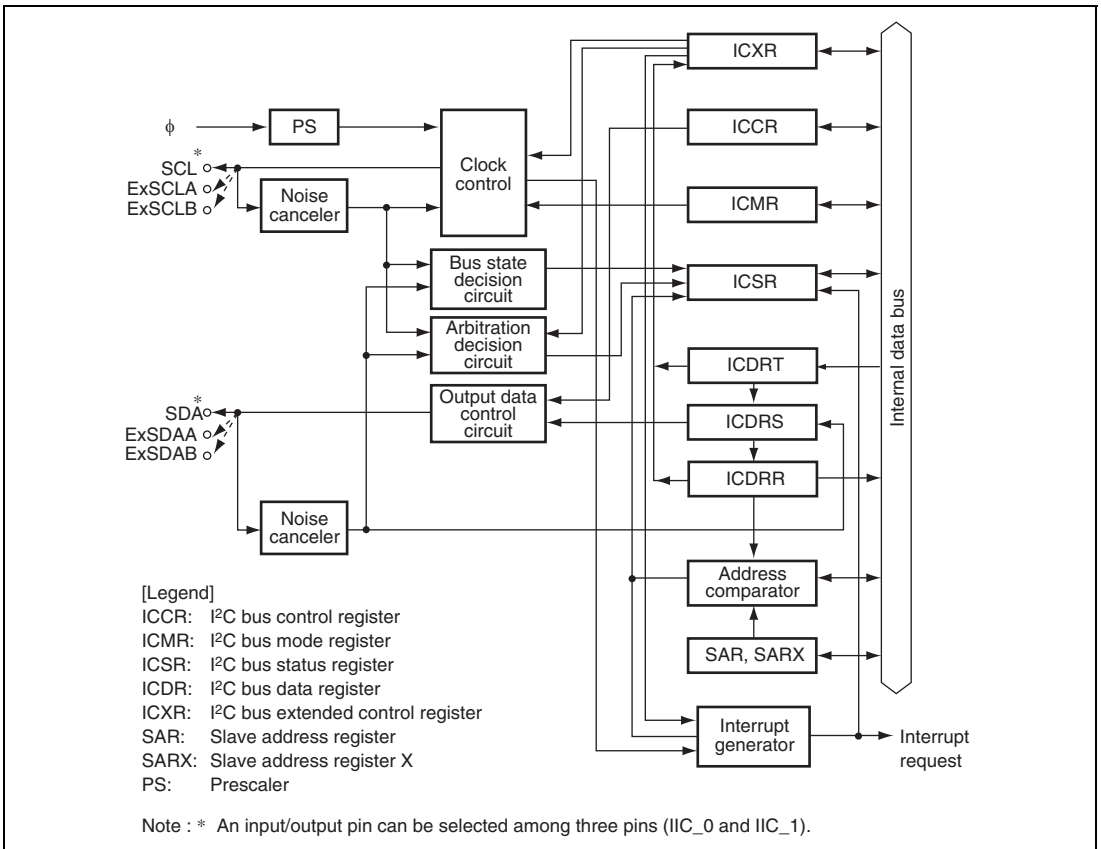 ICXR
φ
PS
Clock
control
ICCR
*
SCL
ExSCLA
ExSCLB
Noise
canceler
ICMR
Bus state
decision
circuit
ICSR
Arbitration
decision
circuit
Internal data bus
ICDRT
*
SDA
ExSDAA
ExSDAB
Output data
control
circuit
ICDRS
ICDRR
Noise
canceler
Address
comparator
SAR, SARX
Interrupt
generator
Interrupt
request
[Legend]
ICCR: I²C bus control register
ICMR: I²C bus mode register
ICSR: I²C bus status register
ICDR: I²C bus data register
ICXR: I²C bus extended control register
SAR: Slave address register
SARX: Slave address register X
PS: Prescaler
Note : * An input/output pin can be selected among three pins (IIC_0 and IIC_1).